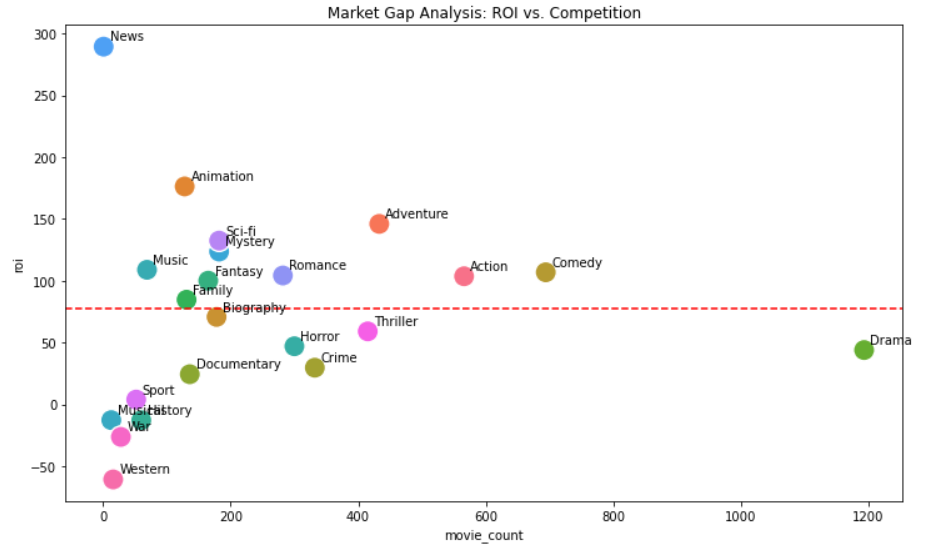 Market Gap Analysis: ROI vs. Competition
300
250
200
150
100
50
0
−50
roi
News
Animation
Adventure
Sci-fi
Mystery
Music
Fantasy
Romance
Action
Comedy
Family
Biography
Thriller
Horror
Drama
Crime
Documentary
Sport
Musical
History
War
Western
0
200
400
600
800
1000
1200
movie_count